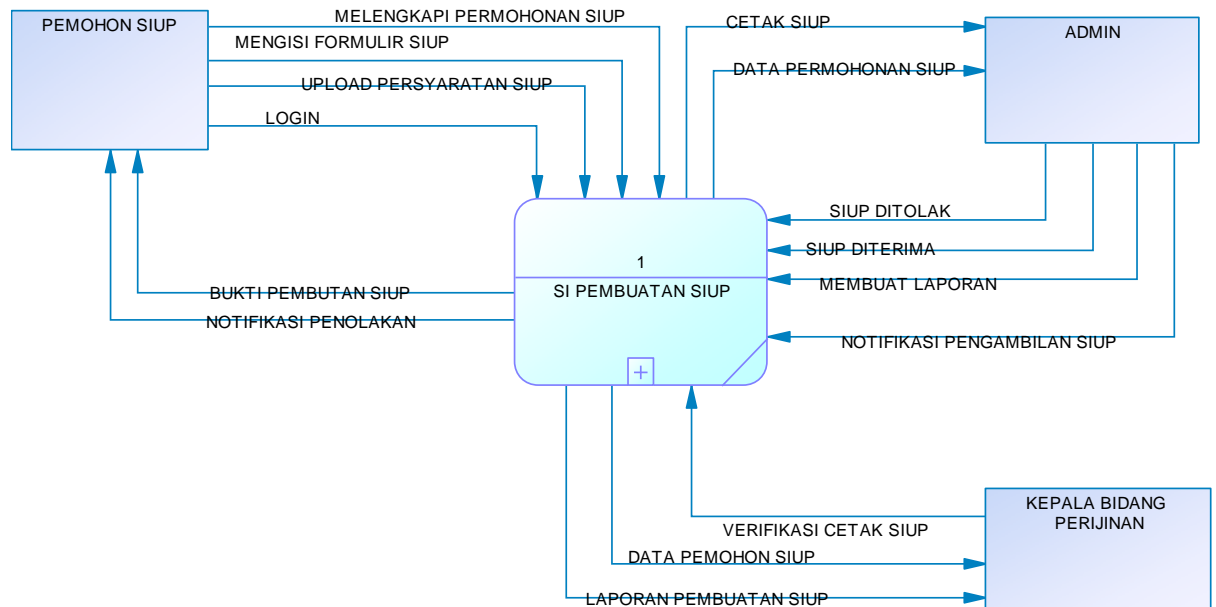 MELENGKAPI PERMOHONAN SIUP
CETAK SIUP
PEMOHON SIUP
ADMIN
MENGISI FORMULIR SIUP
DATA PERMOHONAN SIUP
UPLOAD PERSYARATAN SIUP
LOGIN
SIUP DITOLAK
SIUP DITERIMA
1
SI PEMBUATAN SIUP
MEMBUAT LAPORAN
BUKTI PEMBUTAN SIUP
NOTIFIKASI PENOLAKAN
NOTIFIKASI PENGAMBILAN SIUP
KEPALA BIDANG
PERIJINAN
VERIFIKASI CETAK SIUP
DATA PEMOHON SIUP
LAPORAN PEMBUATAN SIUP